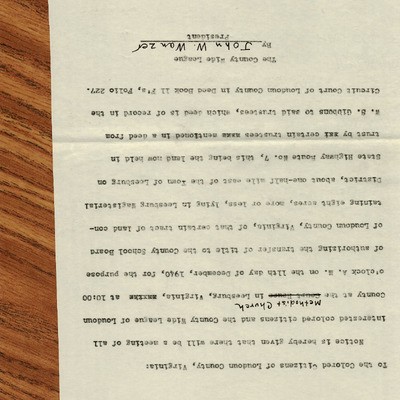 To the Colored Citizens of Loudoun County, Virginia:
Notice is hereby given that there will be a meeting of all
interested colored citizens and the County Wide League of Loudoun
Methodist Church
County at the Court House in Leesburg, Virginia, at 10:00
o'clock A. M. on the 11th day of December, 1940, for the purpose
of authorizing the transfer of title to the County School Board
of Loudoun County, Virginia, of that certain tract of land con-
taining eight acres, more or less, lying in Leesburg Magisterial
District, about one-half mile east of the Town of Leesburg on
State Highway Route No. 7, this being the land now held in
trust by certain trustees mentioned in a deed from
W. S. Gibbons to said trustees, which deed is of record in the
Circuit Court of Loudoun County in Deed Book 11 F's, Folio 227.
The County Wide League
By John W. Wanzer
President